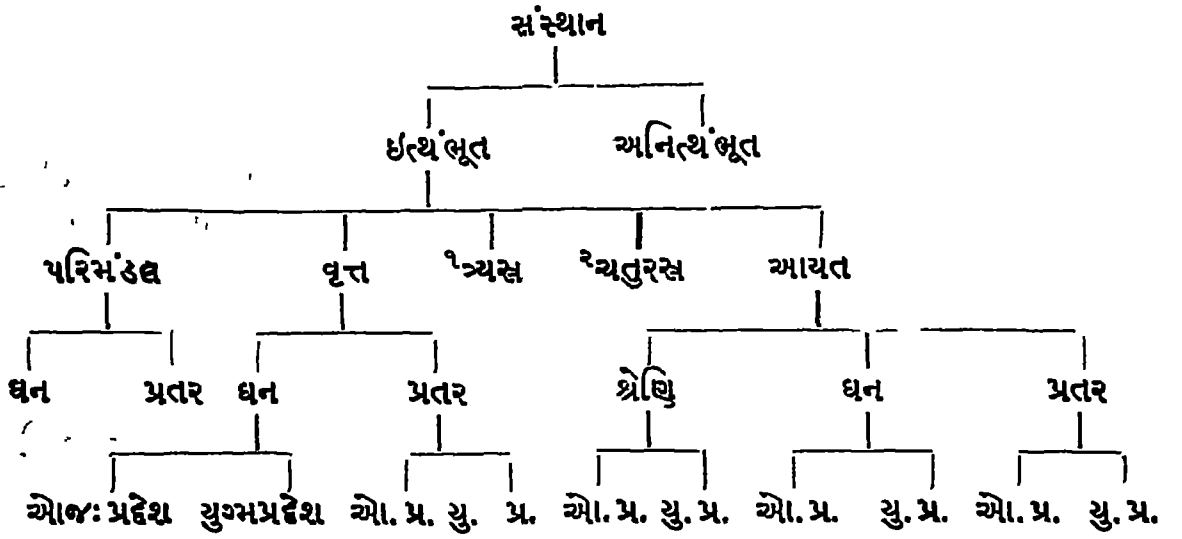 સંસ્થાન
ઇત્થંભૂત અનિત્થંભૂત
પરિમંડલ વૃત્ત ૧ત્ર્યસ્ર ૨ચતુરસ્ર આયત
ઘન પ્રતર ઘન પ્રતર શ્રેણિ ઘન પ્રતર
ઓજઃપ્રદેશ યુગ્મપ્રદેશ ઓ. પ્ર. યુ. પ્ર. ઓ. પ્ર. યુ. પ્ર. ઓ. પ્ર. યુ. પ્ર. ઓ. પ્ર. યુ. પ્ર.